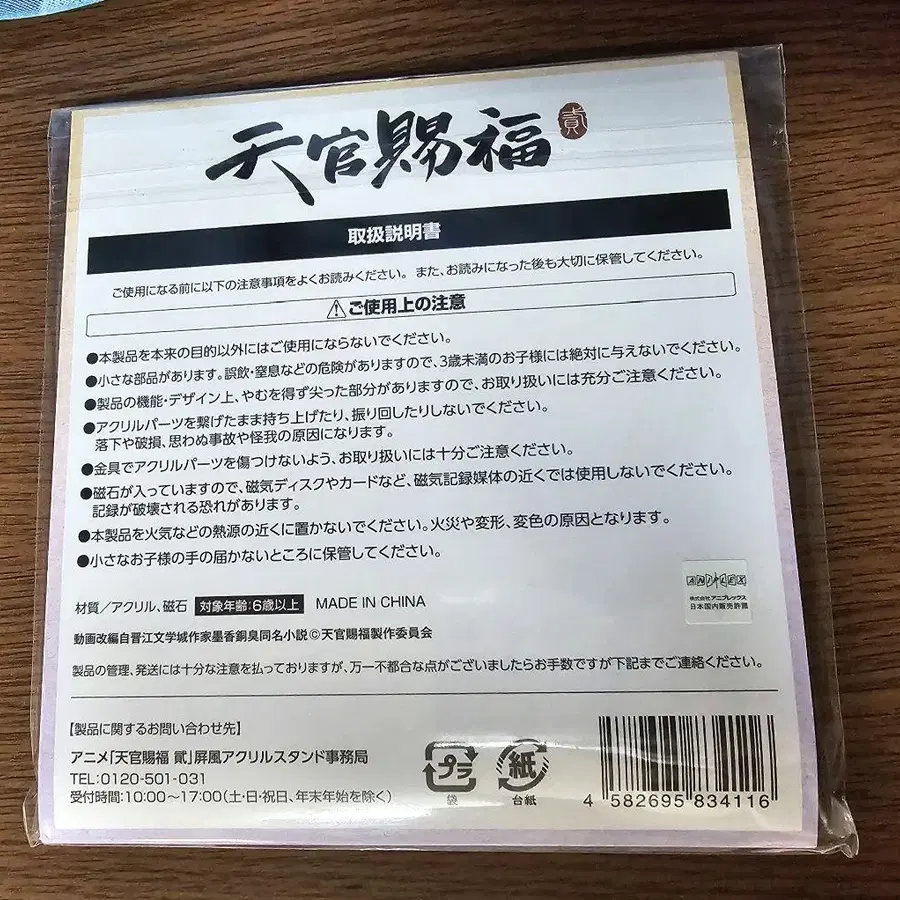 天官賜福 貳
取扱説明書
ご使用になる前に以下の注意事項をよくお読みください。また、お読みになった後も大切に保管してください。
⚠ご使用上の注意
●本製品を本来の目的以外にはご使用にならないでください。
●小さな部品があります。誤飲・窒息などの危険がありますので、3歳未満のお子様には絶対に与えないでください。
●製品の機能・デザイン上、やむを得ず尖った部分がありますので、お取り扱いには充分ご注意ください。
●アクリルパーツを繋げたまま持ち上げたり、振り回したりしないでください。
落下や破損、思わぬ事故や怪我の原因になります。
●金具でアクリルパーツを傷つけないよう、お取り扱いには十分ご注意ください。
●磁石が入っていますので、磁気ディスクやカードなど、磁気記録媒体の近くでは使用しないでください。
記録が破壊される恐れがあります。
●本製品を火気などの熱源の近くに置かないでください。火災や変形、変色の原因となります。
●小さなお子様の手の届かないところに保管してください。
ANIPLEX
株式会社アニプレックス
日本国内販売許諾
材質/アクリル、磁石 対象年齢:6歳以上 MADE IN CHINA
動画改編自晋江文学城作家墨香銅臭同名小説©天官賜福製作委員会
製品の管理、発送には十分な注意を払っておりますが、万一不都合な点がございましたらお手数ですが下記までご連絡ください。
【製品に関するお問い合わせ先】
アニメ「天官賜福 貳」屏風アクリルスタンド事務局
TEL:0120-501-031
受付時間:10:00〜17:00(土・日・祝日、年末年始を除く)
プラ
袋
紙
台紙
4 582695 834116